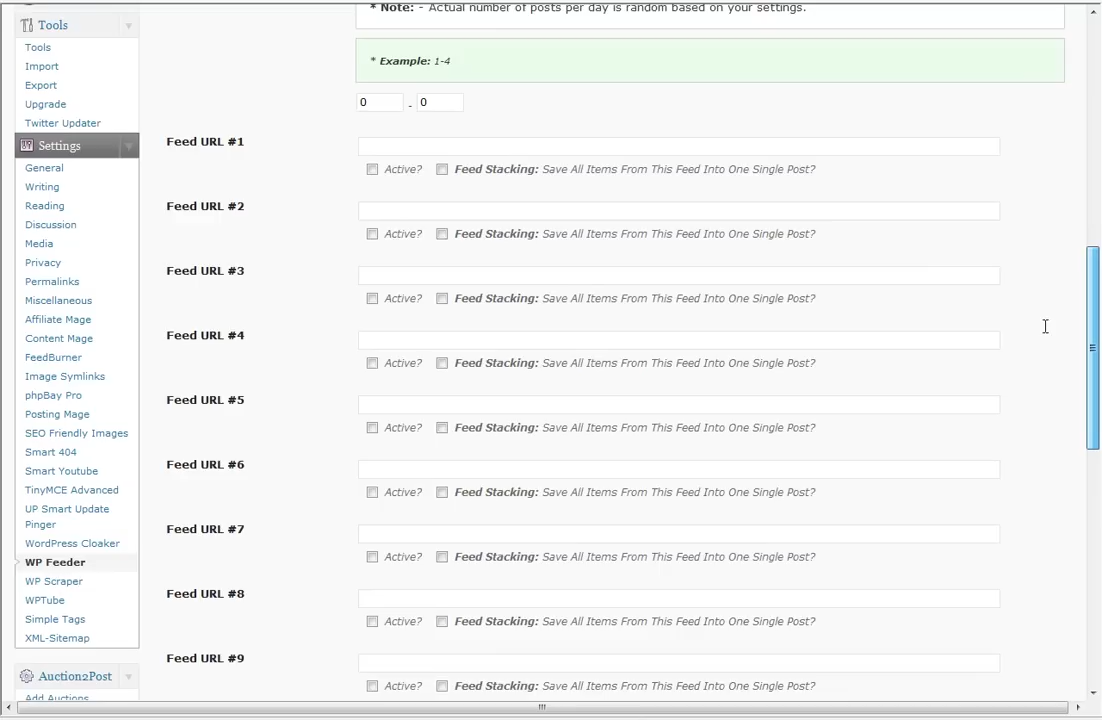 * Note: - Actual number of posts per day is random based on your settings.
* Example: 1-4
0 - 0
Tools
Tools
Import
Export
Upgrade
Twitter Updater
Settings
General
Writing
Reading
Discussion
Media
Privacy
Permalinks
Miscellaneous
Affiliate Mage
Content Mage
FeedBurner
Image Symlinks
phpBay Pro
Posting Mage
SEO Friendly Images
Smart 404
Smart Youtube
TinyMCE Advanced
UP Smart Update
Pinger
WordPress Cloaker
WP Feeder
WP Scraper
WPTube
Simple Tags
XML-Sitemap
Auction2Post
Add Auctions
Feed URL #1
Active? Feed Stacking: Save All Items From This Feed Into One Single Post?
Feed URL #2
Active? Feed Stacking: Save All Items From This Feed Into One Single Post?
Feed URL #3
Active? Feed Stacking: Save All Items From This Feed Into One Single Post?
Feed URL #4
Active? Feed Stacking: Save All Items From This Feed Into One Single Post?
Feed URL #5
Active? Feed Stacking: Save All Items From This Feed Into One Single Post?
Feed URL #6
Active? Feed Stacking: Save All Items From This Feed Into One Single Post?
Feed URL #7
Active? Feed Stacking: Save All Items From This Feed Into One Single Post?
Feed URL #8
Active? Feed Stacking: Save All Items From This Feed Into One Single Post?
Feed URL #9
Active? Feed Stacking: Save All Items From This Feed Into One Single Post?